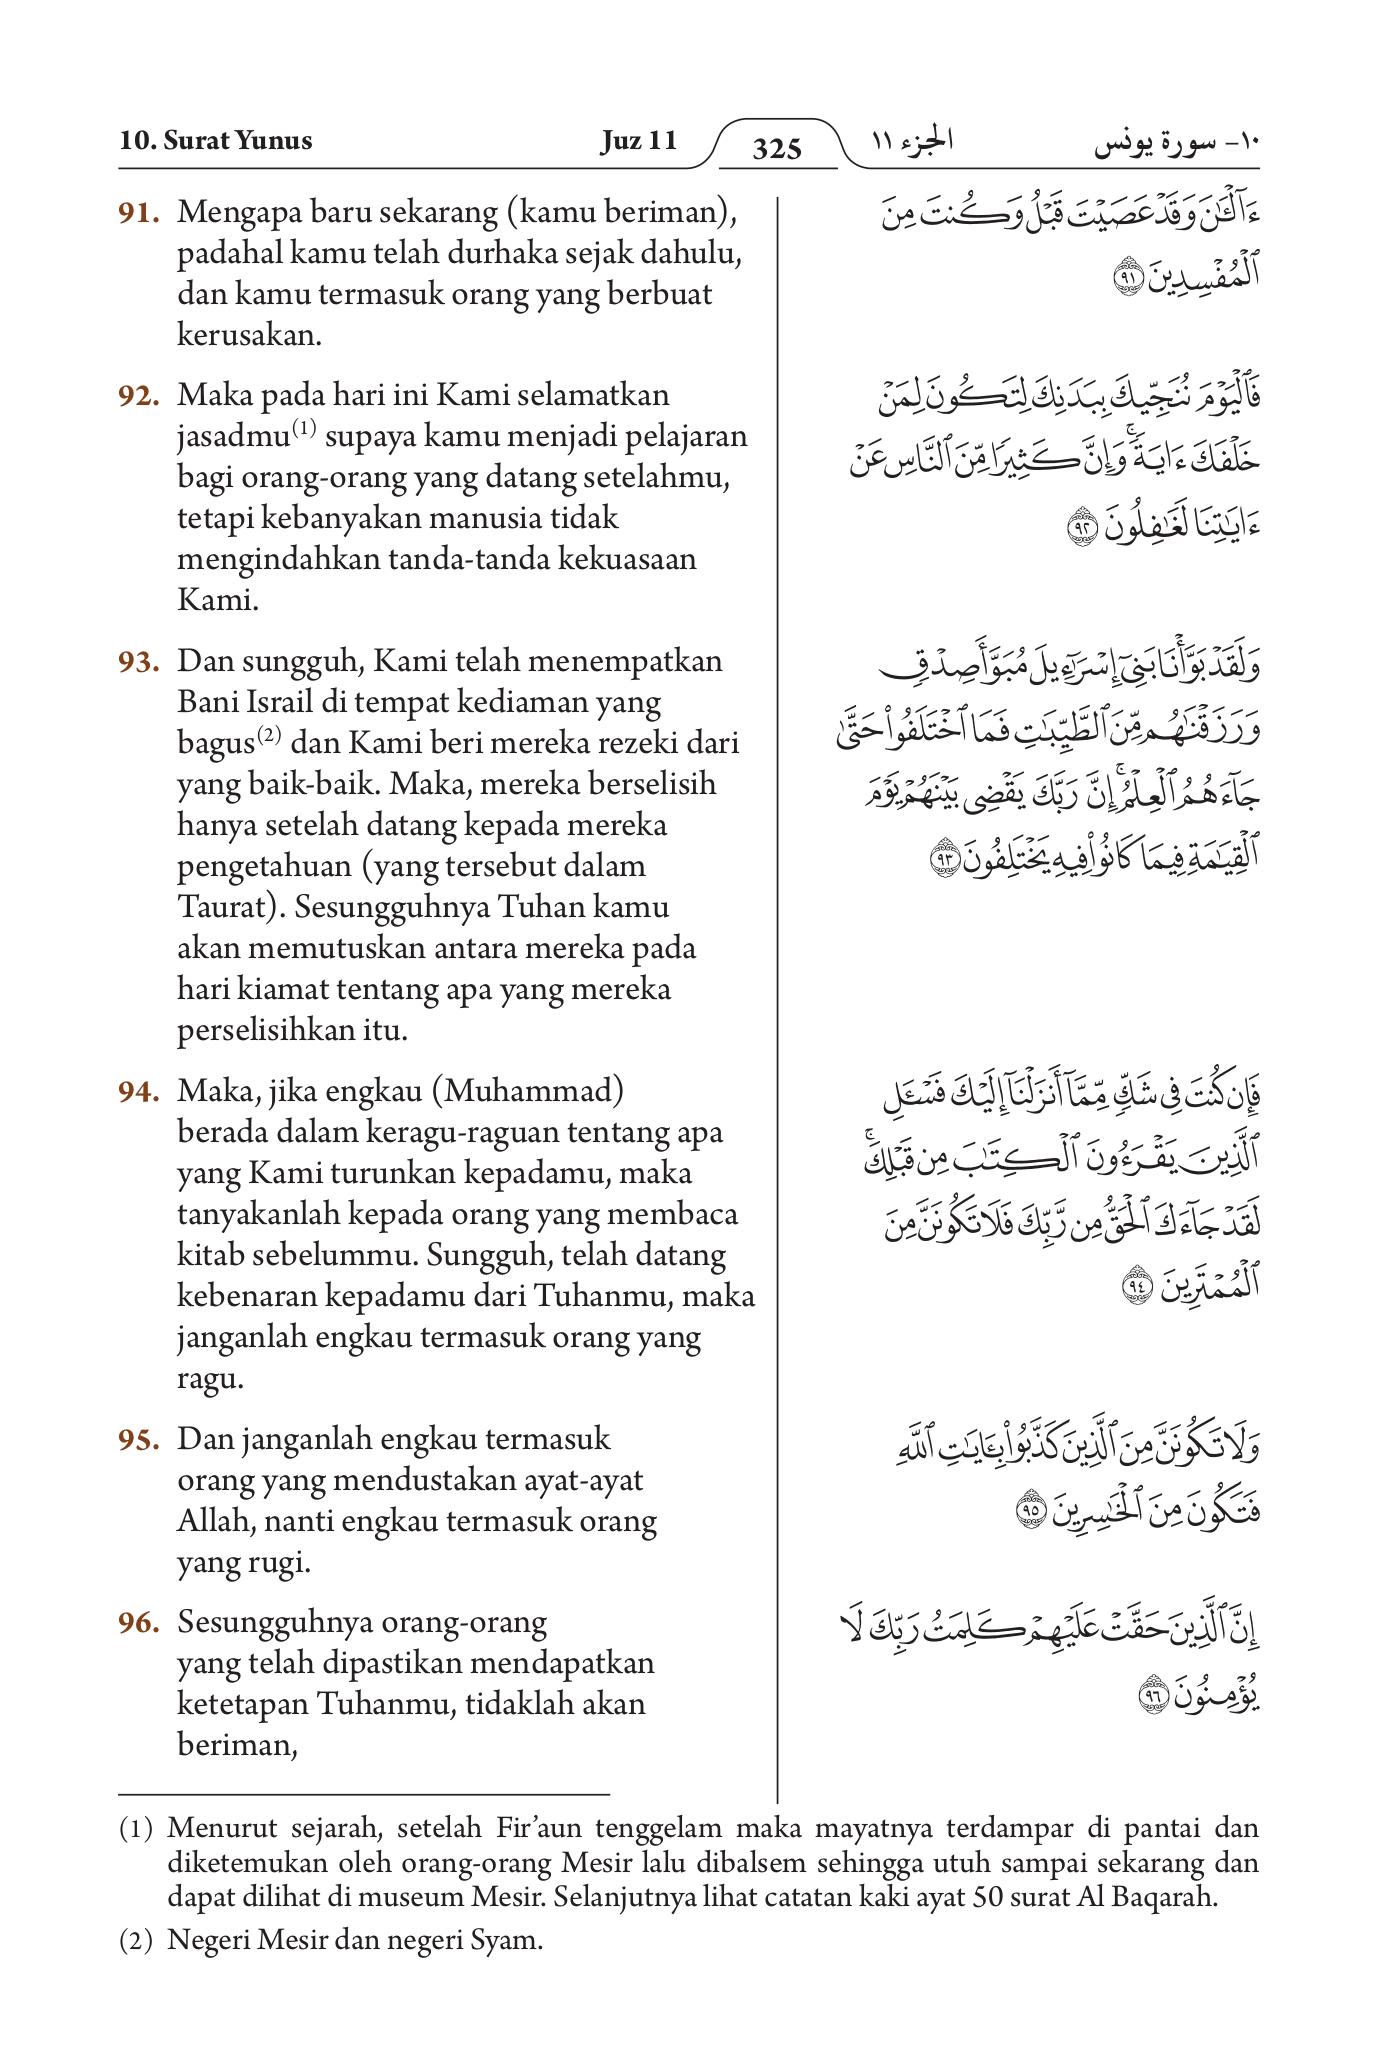 10. Surat Yunus
Juz 11
325
الجزء ١١
١٠- سورة يونس
91. Mengapa baru sekarang (kamu beriman),
padahal kamu telah durhaka sejak dahulu,
dan kamu termasuk orang yang berbuat
kerusakan.
92. Maka pada hari ini Kami selamatkan
jasadmu(1) supaya kamu menjadi pelajaran
bagi orang-orang yang datang setelahmu,
tetapi kebanyakan manusia tidak
mengindahkan tanda-tanda kekuasaan
Kami.
93. Dan sungguh, Kami telah menempatkan
Bani Israil di tempat kediaman yang
bagus(2) dan Kami beri mereka rezeki dari
yang baik-baik. Maka, mereka berselisih
hanya setelah datang kepada mereka
pengetahuan (yang tersebut dalam
Taurat). Sesungguhnya Tuhan kamu
akan memutuskan antara mereka pada
hari kiamat tentang apa yang mereka
perselisihkan itu.
94. Maka, jika engkau (Muhammad)
berada dalam keragu-raguan tentang apa
yang Kami turunkan kepadamu, maka
tanyakanlah kepada orang yang membaca
kitab sebelummu. Sungguh, telah datang
kebenaran kepadamu dari Tuhanmu, maka
janganlah engkau termasuk orang yang
ragu.
95. Dan janganlah engkau termasuk
orang yang mendustakan ayat-ayat
Allah, nanti engkau termasuk orang
yang rugi.
96. Sesungguhnya orang-orang
yang telah dipastikan mendapatkan
ketetapan Tuhanmu, tidaklah akan
beriman,
ءَآلْـَٰٔنَ وَقَدْ عَصَيْتَ قَبْلُ وَكُنتَ مِنَ
ٱلْمُفْسِدِينَ ٩١
فَٱلْيَوْمَ نُنَجِّيكَ بِبَدَنِكَ لِتَكُونَ لِمَنْ
خَلْفَكَ ءَايَةً ۚ وَإِنَّ كَثِيرًا مِّنَ ٱلنَّاسِ عَنْ
ءَايَٰتِنَا لَغَٰفِلُونَ ٩٢
وَلَقَدْ بَوَّأْنَا بَنِىٓ إِسْرَٰٓءِيلَ مُبَوَّأَ صِدْقٍ
وَرَزَقْنَٰهُم مِّنَ ٱلطَّيِّبَٰتِ فَمَا ٱخْتَلَفُوا۟ حَتَّىٰ
جَآءَهُمُ ٱلْعِلْمُ ۚ إِنَّ رَبَّكَ يَقْضِى بَيْنَهُمْ يَوْمَ
ٱلْقِيَٰمَةِ فِيمَا كَانُوا۟ فِيهِ يَخْتَلِفُونَ ٩٣
فَإِن كُنتَ فِى شَكٍّ مِّمَّآ أَنزَلْنَآ إِلَيْكَ فَسْـَٔلِ
ٱلَّذِينَ يَقْرَءُونَ ٱلْكِتَٰبَ مِن قَبْلِكَ ۚ
لَقَدْ جَآءَكَ ٱلْحَقُّ مِن رَّبِّكَ فَلَا تَكُونَنَّ مِنَ
ٱلْمُمْتَرِينَ ٩٤
وَلَا تَكُونَنَّ مِنَ ٱلَّذِينَ كَذَّبُوا۟ بِـَٔايَٰتِ ٱللَّهِ
فَتَكُونَ مِنَ ٱلْخَٰسِرِينَ ٩٥
إِنَّ ٱلَّذِينَ حَقَّتْ عَلَيْهِمْ كَلِمَتُ رَبِّكَ لَا
يُؤْمِنُونَ ٩٦
(1) Menurut sejarah, setelah Fir’aun tenggelam maka mayatnya terdampar di pantai dan
diketemukan oleh orang-orang Mesir lalu dibalsem sehingga utuh sampai sekarang dan
dapat dilihat di museum Mesir. Selanjutnya lihat catatan kaki ayat 50 surat Al Baqarah.
(2) Negeri Mesir dan negeri Syam.